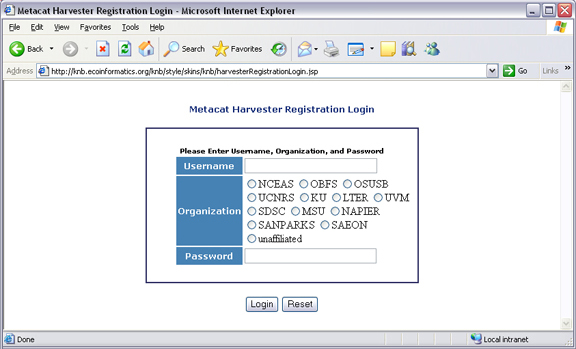 Metacat Harvester Registration Login - Microsoft Internet Explorer
File Edit View Favorites Tools Help
Back Search Favorites
Address http://knb.ecoinformatics.org/knb/style/skins/knb/harvesterRegistrationLogin.jsp Go Links »
Metacat Harvester Registration Login
Please Enter Username, Organization, and Password
Username
NCEAS OBFS OSUSB
UCNRS KU LTER UVM
Organization SDSC MSU NAPIER
SANPARKS SAEON
unaffiliated
Password
Login Reset
Done Local intranet